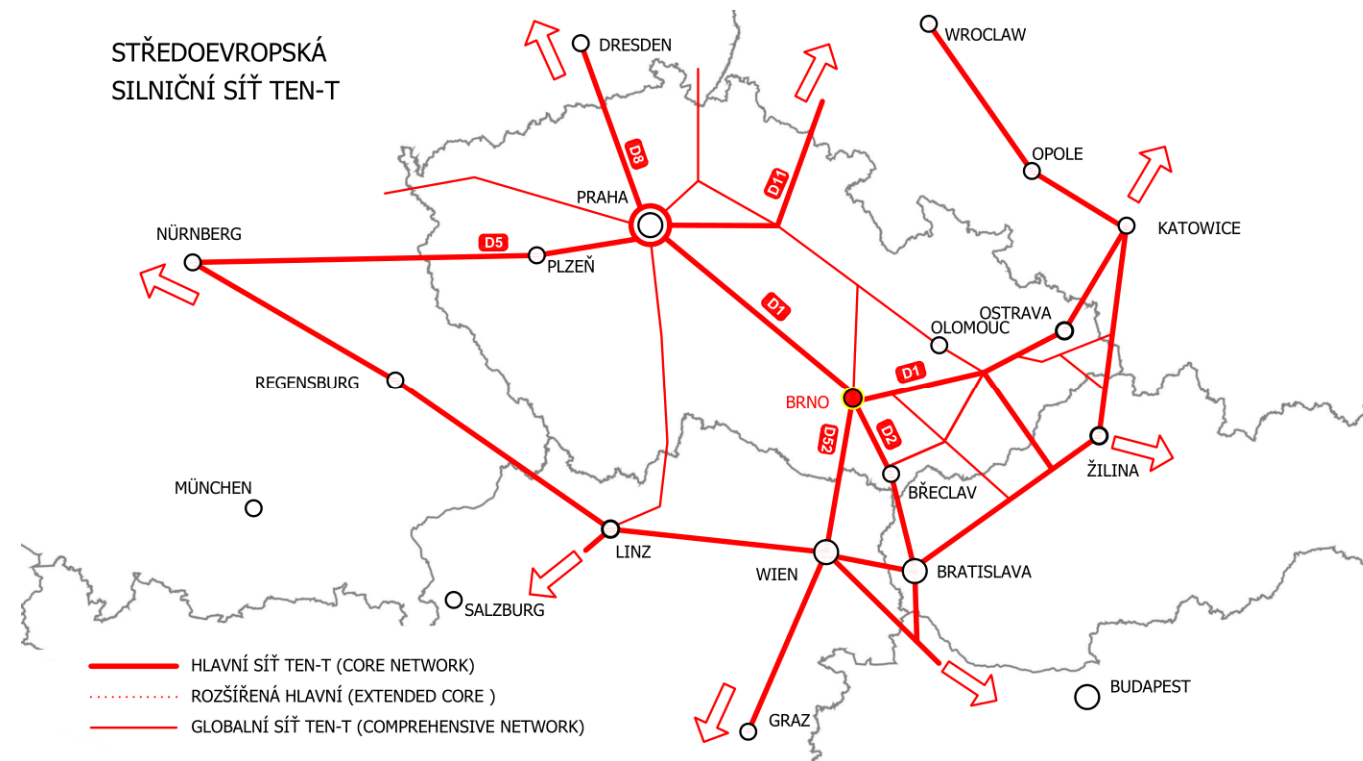 STŘEDOEVROPSKÁ
SILNIČNÍ SÍŤ TEN-T
DRESDEN
WROCLAW
D8
D11
OPOLE
PRAHA
KATOWICE
NÜRNBERG
D5
PLZEŇ
D1
OSTRAVA
OLOMOUC
REGENSBURG
D1
BRNO
D52
D2
ŽILINA
MÜNCHEN
BŘECLAV
LINZ
WIEN
BRATISLAVA
SALZBURG
HLAVNÍ SÍŤ TEN-T (CORE NETWORK)
ROZŠÍŘENÁ HLAVNÍ (EXTENDED CORE )
GLOBALNÍ SÍŤ TEN-T (COMPREHENSIVE NETWORK)
GRAZ
BUDAPEST